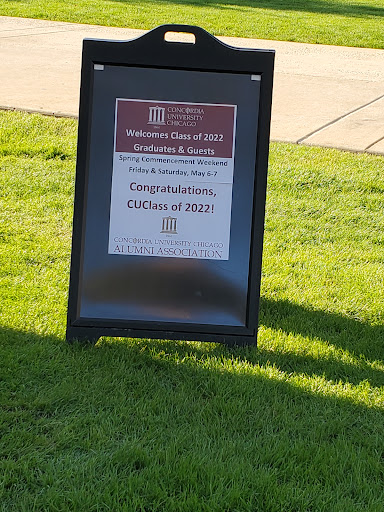 CONCORDIA
UNIVERSITY
CHICAGO
Welcomes Class of 2022
Graduates & Guests
Spring Commencement Weekend
Friday & Saturday, May 6-7
Congratulations,
CUClass of 2022!
CONCORDIA UNIVERSITY CHICAGO
ALUMNI ASSOCIATION